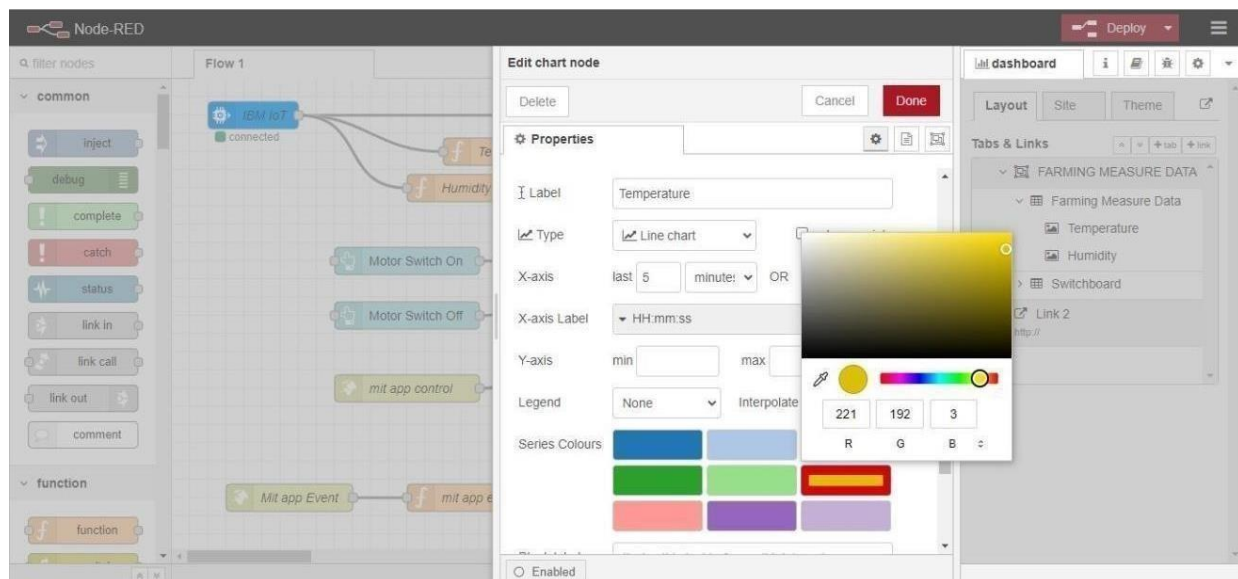 Node-RED
Deploy
filter nodes
common
inject
debug
complete
catch
status
link in
link call
link out
comment
function
function
Flow 1
IBM IoT
connected
Te
Humidity
Motor Switch On
Motor Switch Off
mit app control
Mit app Event
mit app e
Edit chart node
Delete
Cancel
Done
Properties
Label
Temperature
Type
Line chart
X-axis
last 5 minutes OR
X-axis Label
HH:mm:ss
Y-axis
min
max
Legend
None
Interpolate
Series Colours
Enabled
221 192 3
R G B
dashboard
Layout
Site
Theme
Tabs & Links
tab
link
FARMING MEASURE DATA
Farming Measure Data
Temperature
Humidity
Switchboard
Link 2
http://